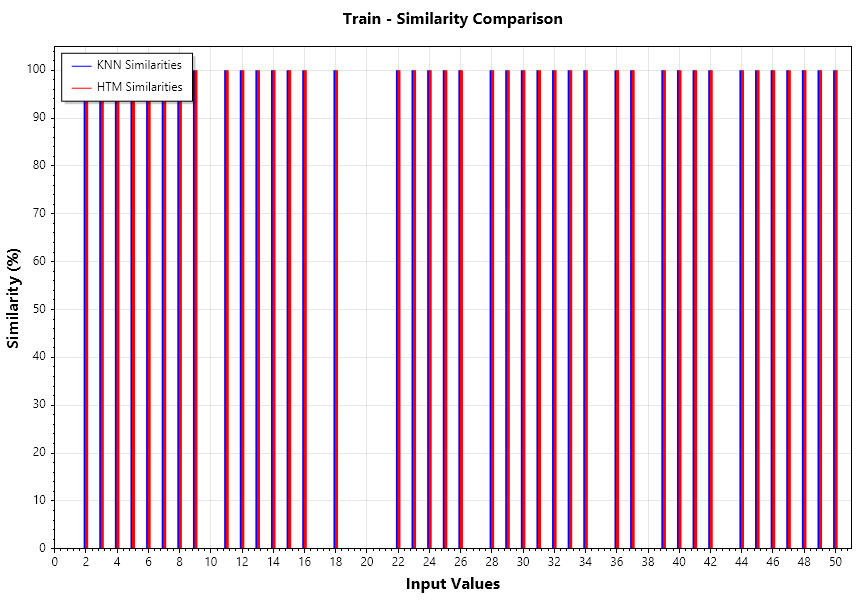 Train - Similarity Comparison
KNN Similarities
HTM Similarities
Similarity (%)
100
90
80
70
60
50
40
30
20
10
0
0 2 4 6 8 10 12 14 16 18 20 22 24 26 28 30 32 34 36 38 40 42 44 46 48 50
Input Values